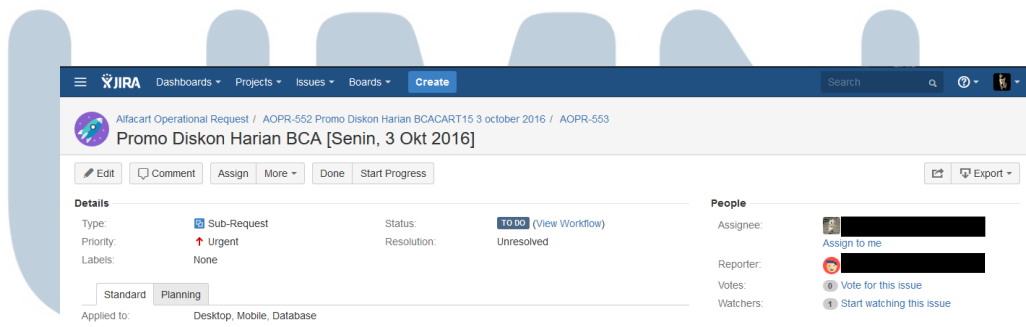 JIRA Dashboards Projects Issues Boards Create Search
Alfacart Operational Request / AOPR-552 Promo Diskon Harian BCACART15 3 october 2016 / AOPR-553
Promo Diskon Harian BCA [Senin, 3 Okt 2016]
Edit Comment Assign More Done Start Progress Export
Details People
Type: Sub-Request Status: TO DO (View Workflow) Assignee:
Priority: Urgent Resolution: Unresolved Assign to me
Labels: None Reporter:
Votes: 0 Vote for this issue
Standard Planning Watchers: 1 Start watching this issue
Applied to: Desktop, Mobile, Database